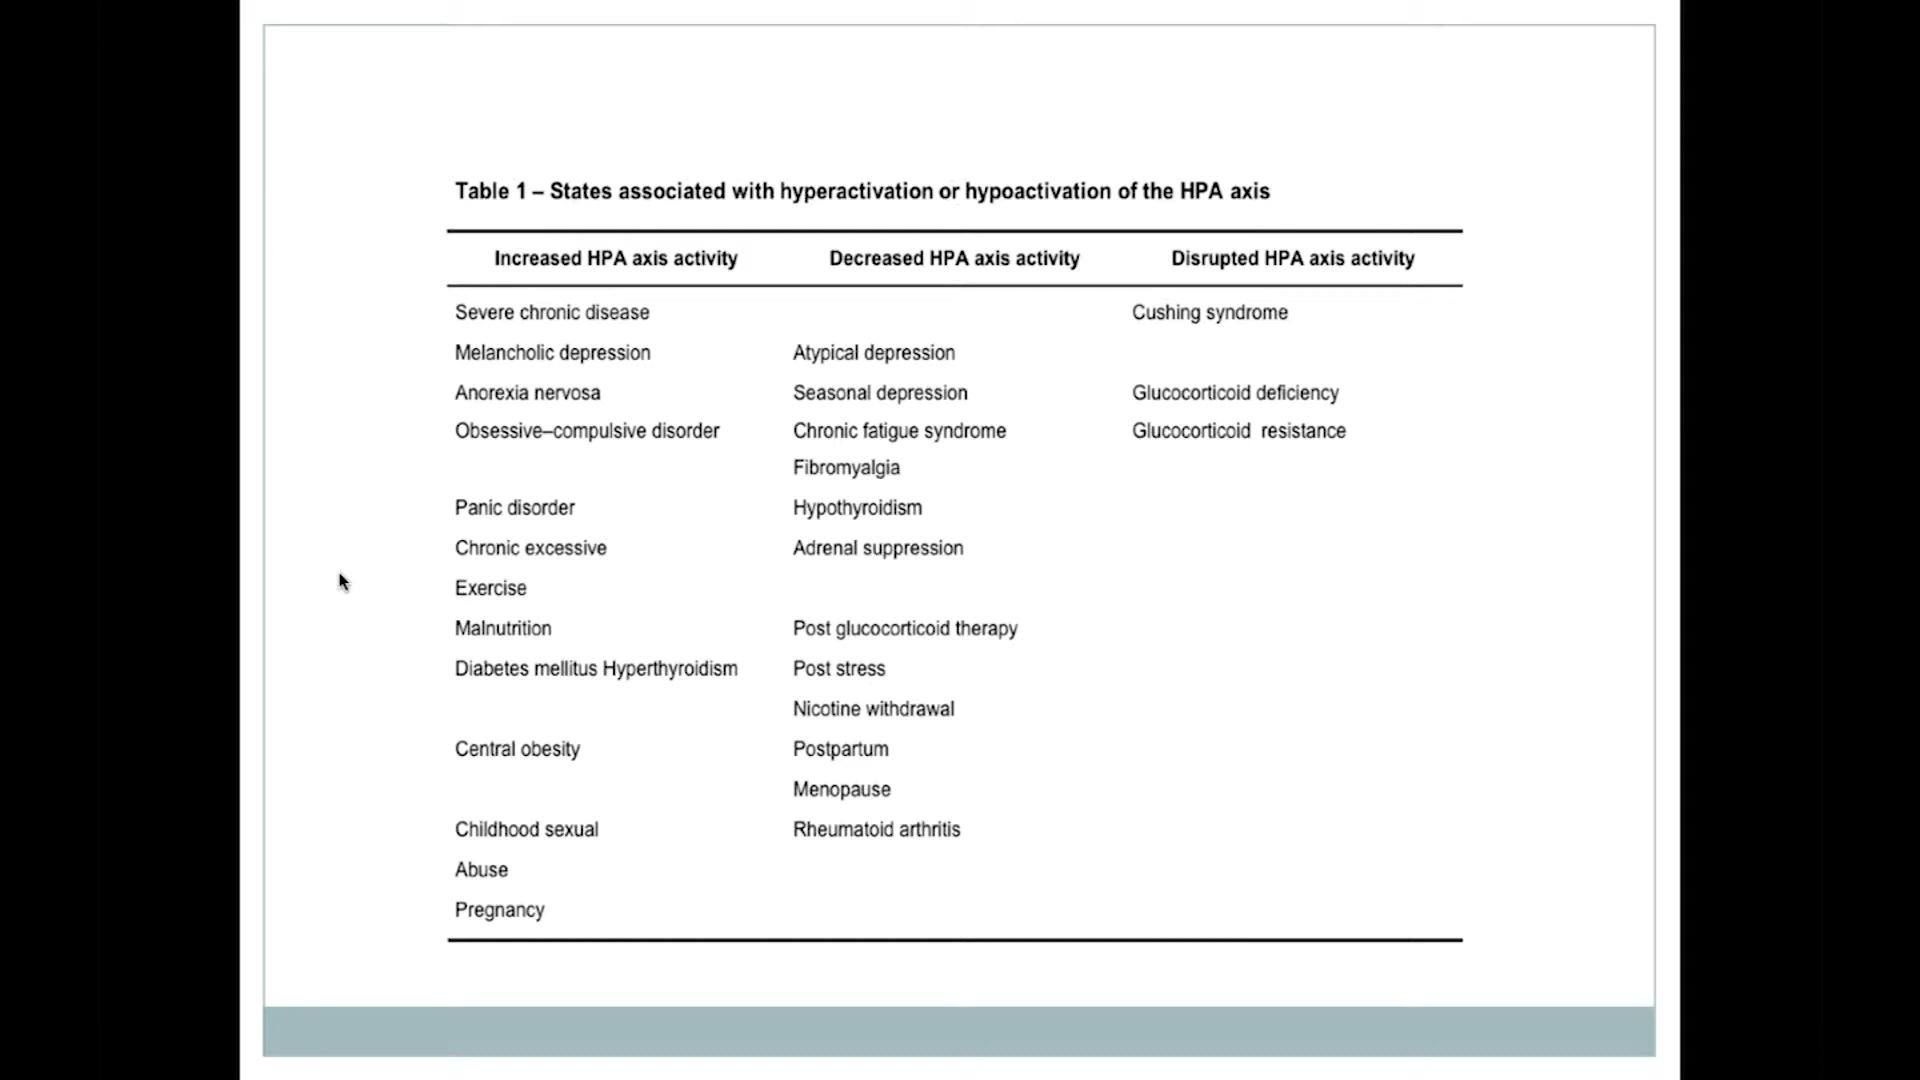 Table 1 – States associated with hyperactivation or hypoactivation of the HPA axis
Increased HPA axis activity Decreased HPA axis activity Disrupted HPA axis activity
Severe chronic disease Cushing syndrome
Melancholic depression Atypical depression
Anorexia nervosa Seasonal depression Glucocorticoid deficiency
Obsessive–compulsive disorder Chronic fatigue syndrome Glucocorticoid resistance
Fibromyalgia
Panic disorder Hypothyroidism
Chronic excessive Adrenal suppression
Exercise
Malnutrition Post glucocorticoid therapy
Diabetes mellitus Hyperthyroidism Post stress
Nicotine withdrawal
Central obesity Postpartum
Menopause
Childhood sexual Rheumatoid arthritis
Abuse
Pregnancy